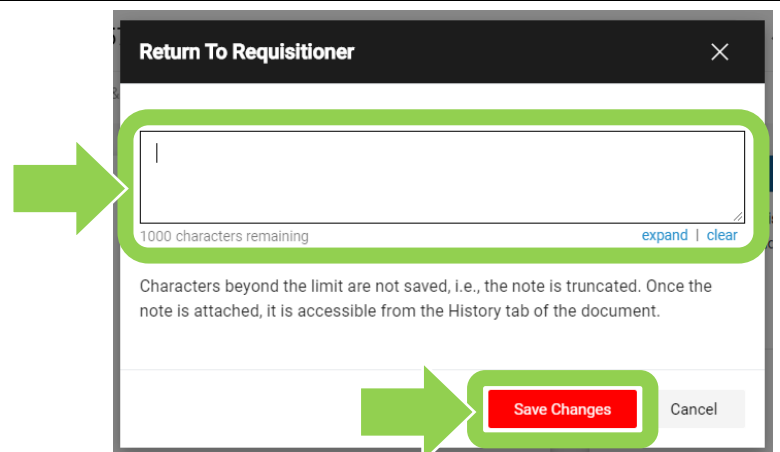 Return To Requisitioner
1000 characters remaining
expand | clear
Characters beyond the limit are not saved, i.e., the note is truncated. Once the
note is attached, it is accessible from the History tab of the document.
Save Changes
Cancel